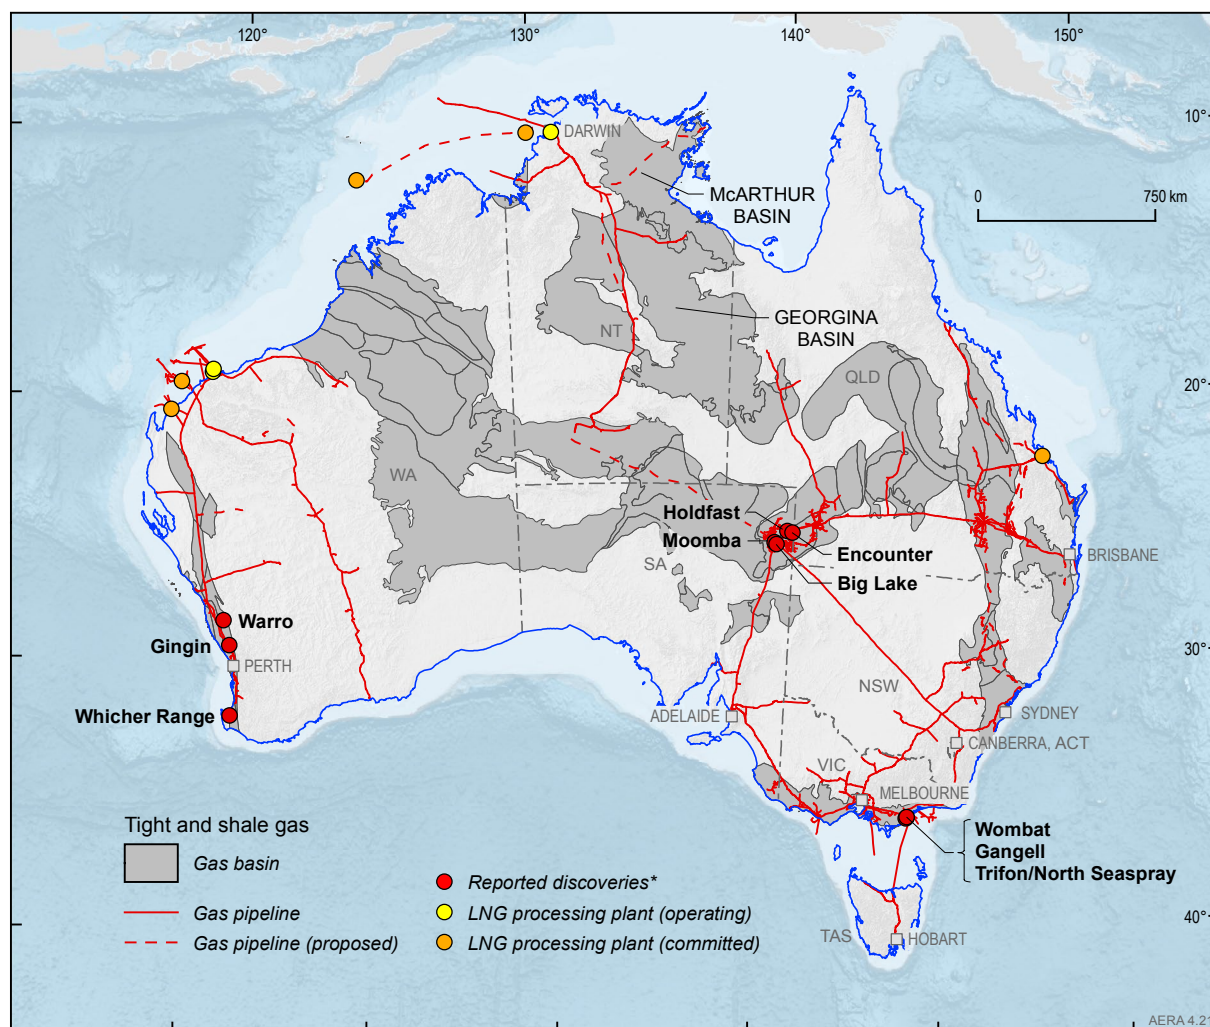 120°
130°
140°
150°
10°
DARWIN
McARTHUR
BASIN
0
750 km
GEORGINA
BASIN
NT
QLD
20°
WA
Holdfast
Moomba
Encounter
Big Lake
SA
BRISBANE
Warro
Gingin
PERTH
30°
NSW
Whicher Range
ADELAIDE
SYDNEY
CANBERRA, ACT
VIC
MELBOURNE
Wombat
Gangell
Trifon/North Seaspray
Tight and shale gas
Gas basin
Gas pipeline
Gas pipeline (proposed)
Reported discoveries*
LNG processing plant (operating)
LNG processing plant (committed)
40°
TAS
HOBART
AERA 4.21